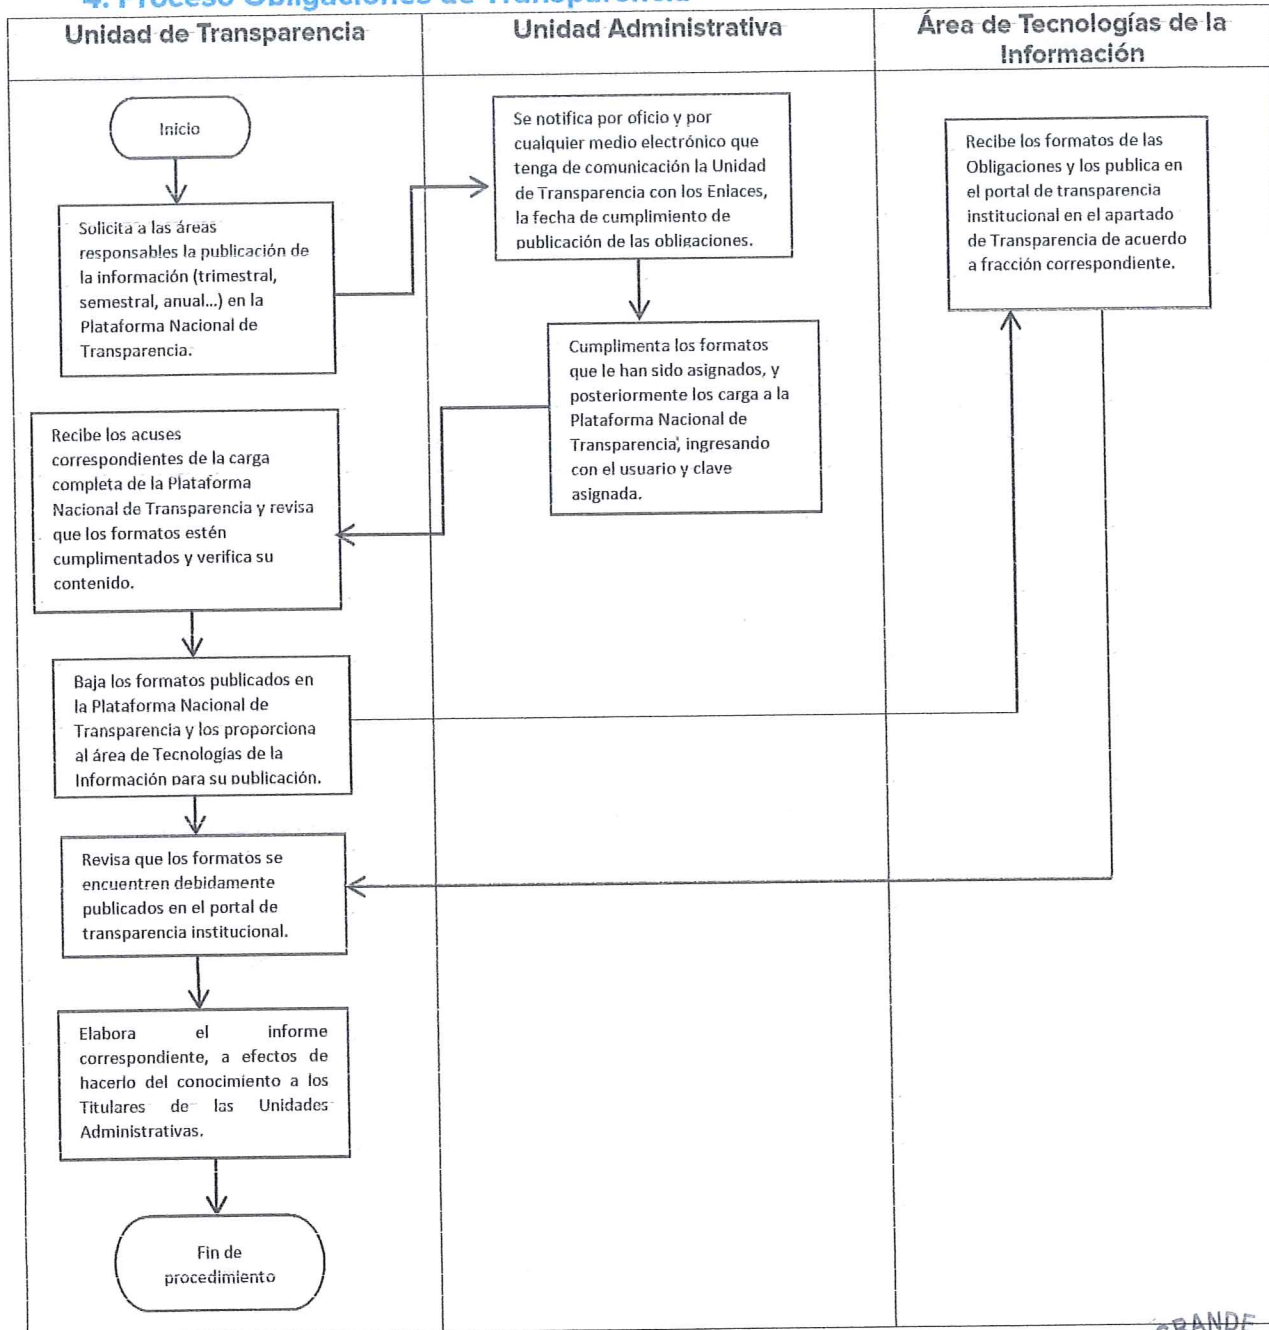 4. Proceso Obligaciones de Transparencia
Unidad de Transparencia
Unidad Administrativa
Área de Tecnologías de la
Información
Inicio
Solicita a las áreas
responsables la publicación de
la información (trimestral,
semestral, anual...) en la
Plataforma Nacional de
Transparencia.
Se notifica por oficio y por
cualquier medio electrónico que
tenga de comunicación la Unidad
de Transparencia con los Enlaces,
la fecha de cumplimiento de
publicación de las obligaciones.
Cumplimenta los formatos
que le han sido asignados, y
posteriormente los carga a la
Plataforma Nacional de
Transparencia, ingresando
con el usuario y clave
asignada.
Recibe los acuses
correspondientes de la carga
completa de la Plataforma
Nacional de Transparencia y revisa
que los formatos estén
cumplimentados y verifica su
contenido.
Baja los formatos publicados en
la Plataforma Nacional de
Transparencia y los proporciona
al área de Tecnologías de la
Información para su publicación.
Recibe los formatos de las
Obligaciones y los publica en
el portal de transparencia
institucional en el apartado
de Transparencia de acuerdo
a fracción correspondiente.
Revisa que los formatos se
encuentren debidamente
publicados en el portal de
transparencia institucional.
Elabora el informe
correspondiente, a efectos de
hacerlo del conocimiento a los
Titulares de las Unidades
Administrativas.
Fin de
procedimiento
GRANDE